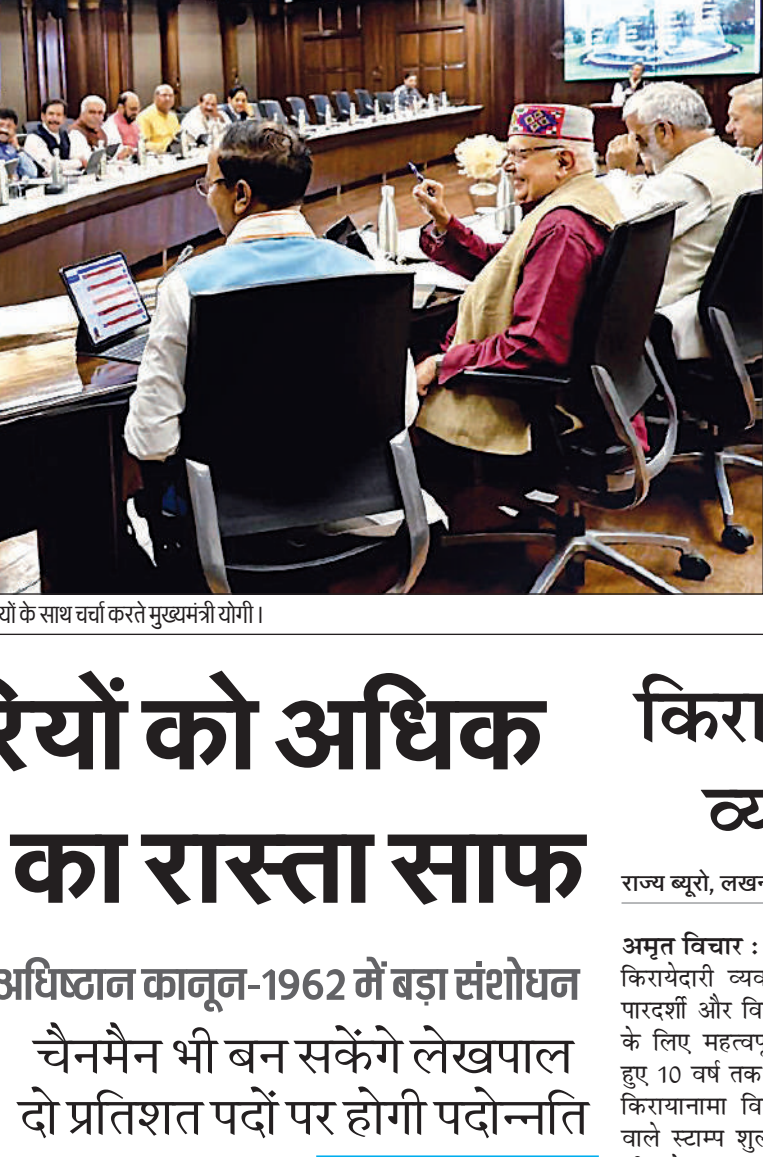 यों के साथ चर्चा करते मुख्यमंत्री योगी ।
रियों को अधिक
का रास्ता साफ
अधिष्टान कानून-1962 में बड़ा संशोधन
चैनमैन भी बन सकेंगे लेखपाल
दो प्रतिशत पदों पर होगी पदोन्नति
किरा
व्य
राज्य ब्यूरो, लखन
अमृत विचार :
किरायेदारी व्यव
पारदर्शी और वि
के लिए महत्वपू
हुए 10 वर्ष तक
किरायानामा वि
वाले स्टाम्प शुल